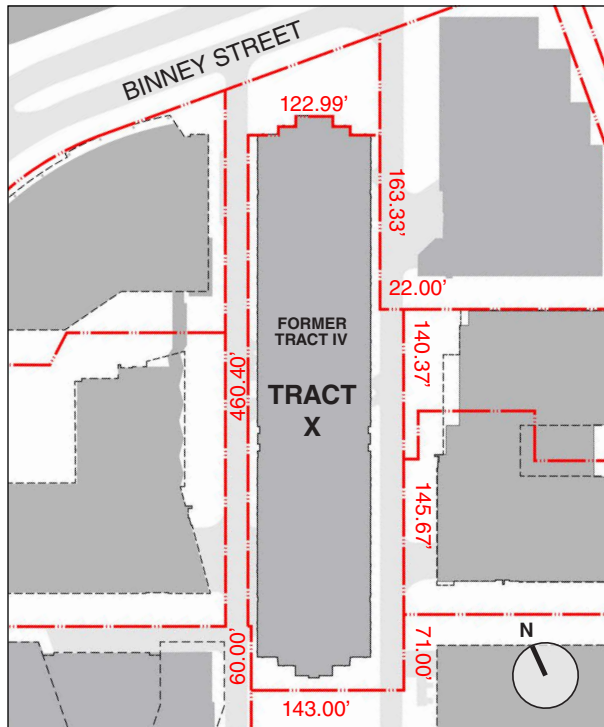 BINNEY STREET
122.99'
163.33'
22.00'
FORMER
TRACT IV
140.37'
460.40'
TRACT
X
145.67'
60.00'
71.00'
N
143.00'